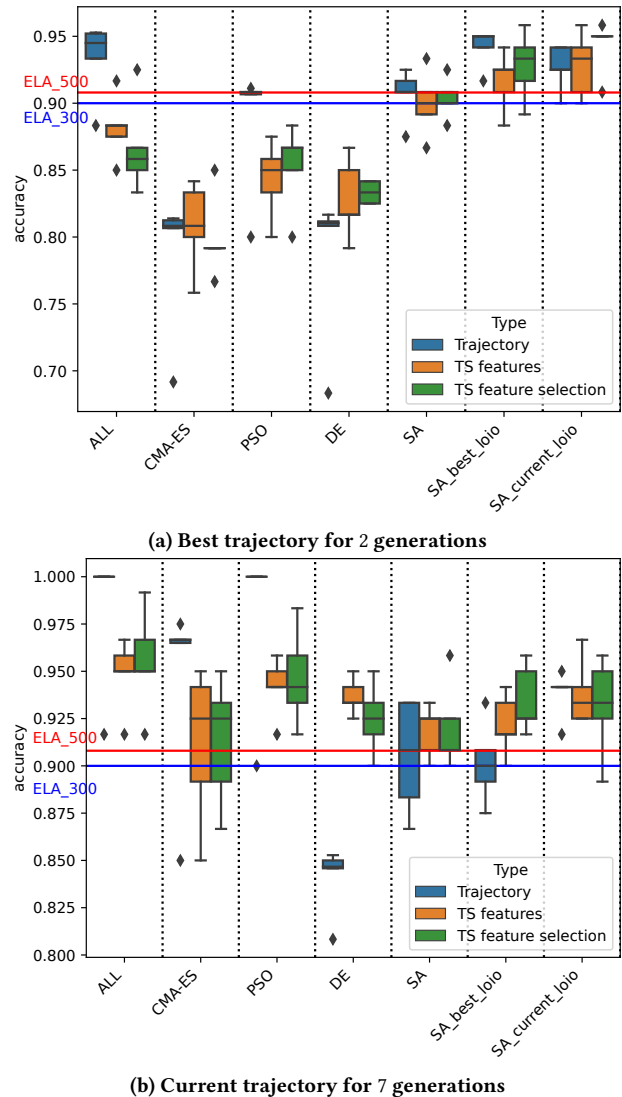 0.95
ELA_500
0.90
ELA_300
0.85
0.80
0.75
0.70
accuracy
Type
Trajectory
TS features
TS feature selection
ALL
CMA-ES
PSO
DE
SA
SA_best_loio
SA_current_loio
(a) Best trajectory for 2 generations
1.000
0.975
0.950
0.925
ELA_500
0.900
ELA_300
0.875
0.850
0.825
0.800
accuracy
Type
Trajectory
TS features
TS feature selection
ALL
CMA-ES
PSO
DE
SA
SA_best_loio
SA_current_loio
(b) Current trajectory for 7 generations